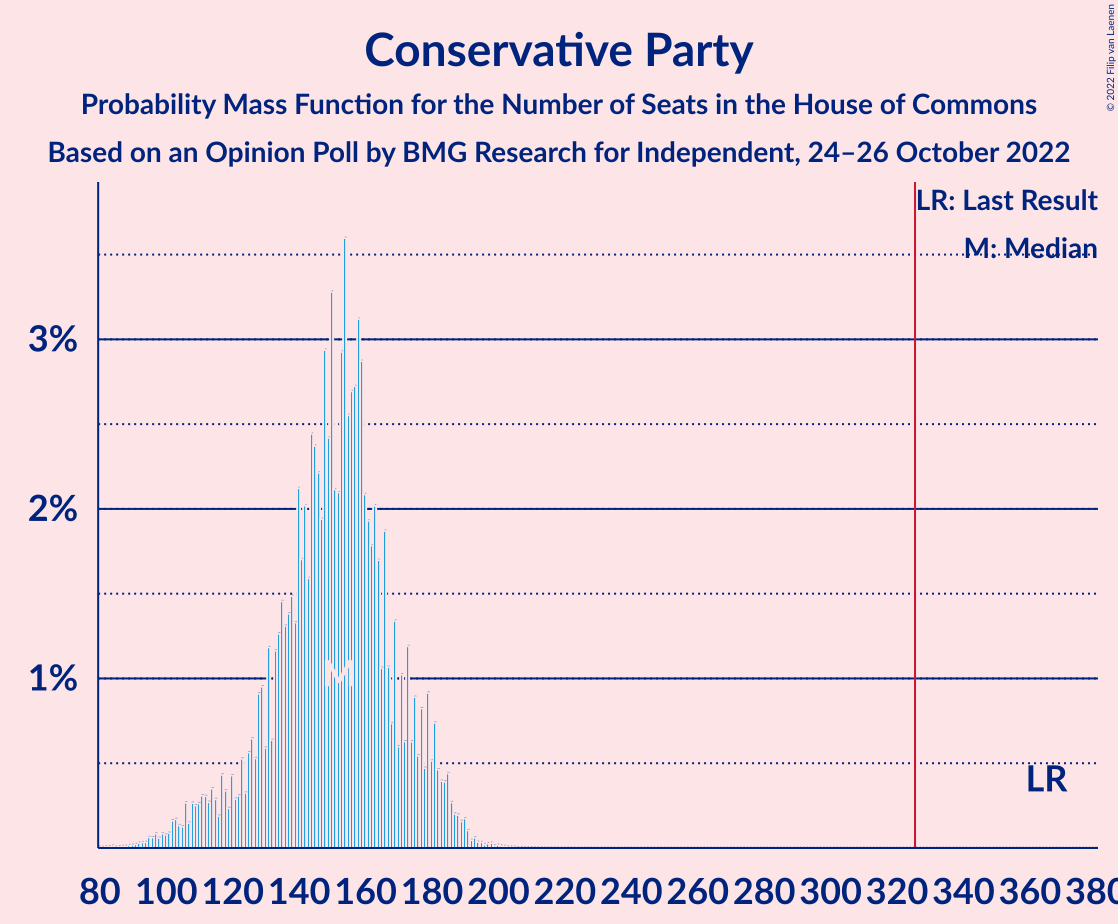 Conservative Party
Probability Mass Function for the Number of Seats in the House of Commons
Based on an Opinion Poll by BMG Research for Independent, 24–26 October 2022
© 2022 Filip van Laenen
LR: Last Result
M: Median
3%
2%
1%
M
LR
80 100 120 140 160 180 200 220 240 260 280 300 320 340 360 380